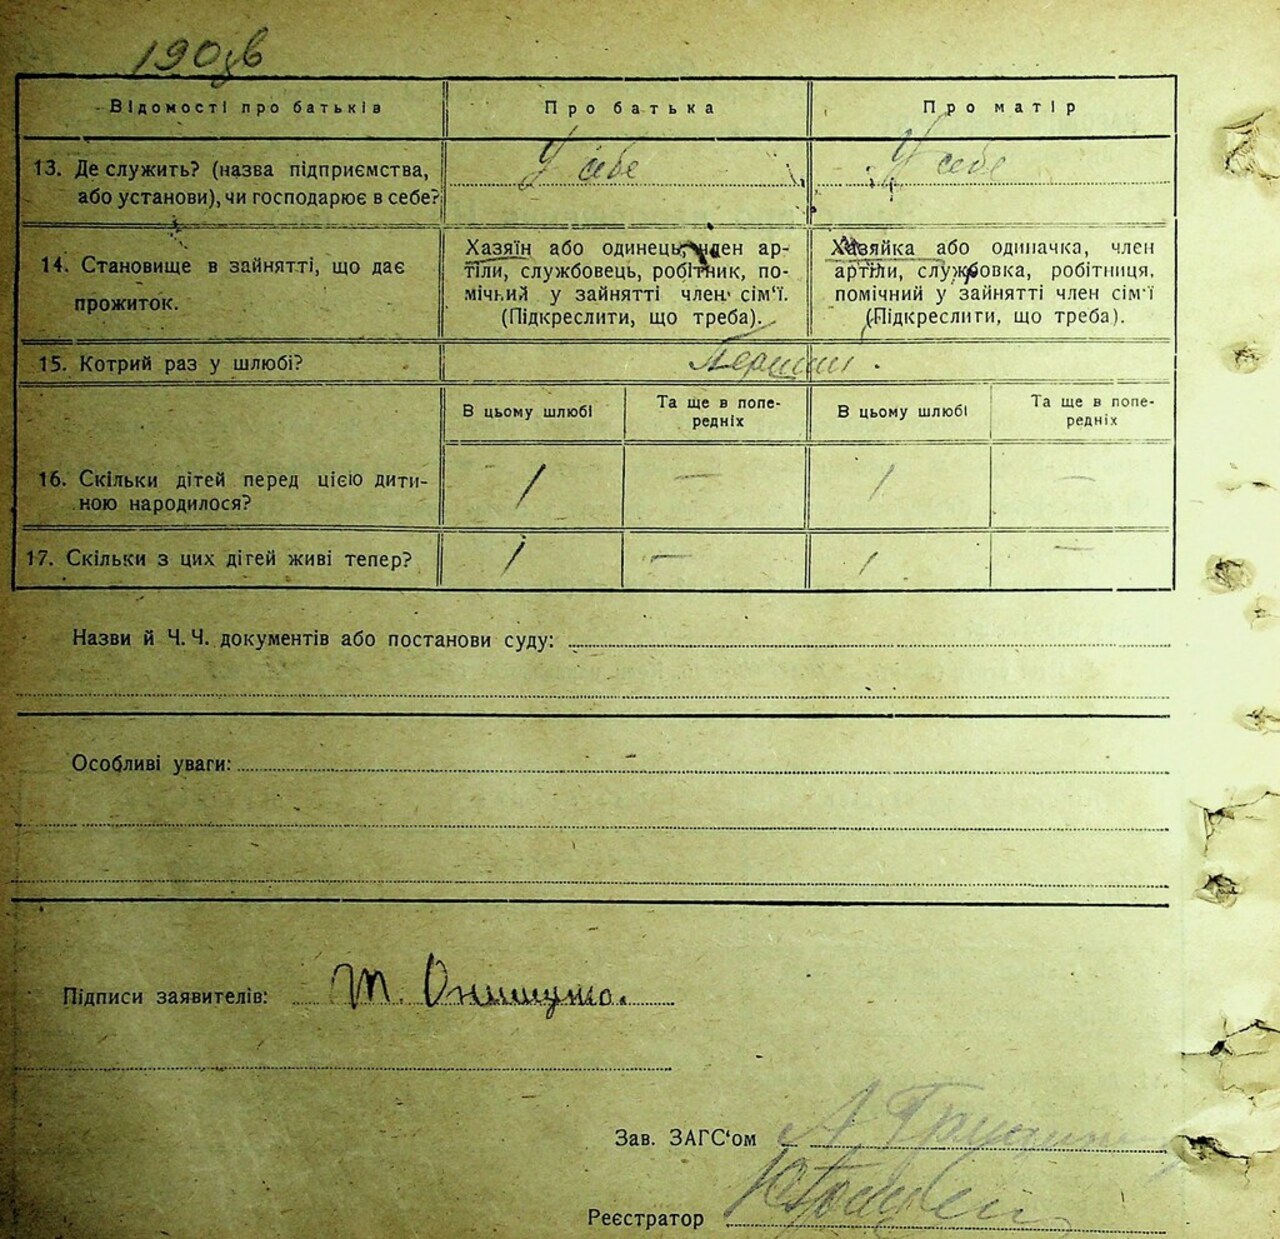 190 зв
Відомості про батьків
Про батька
Про матір
13. Де служить? (назва підприємства,
або установи), чи господарює в себе?
У себе
У себе
14. Становище в зайнятті, що дає
прожиток.
Хазяїн або одинець, член ар-
тіли, службовець, робітник, по-
мічний у зайнятті член сім'ї.
(Підкреслити, що треба).
Хазяйка або одиначка, член
артіли, службовка, робітниця,
помічний у зайнятті член сім'ї
(Підкреслити, що треба).
15. Котрий раз у шлюбі?
Перший
В цьому шлюбі
Та ще в попе-
редніх
В цьому шлюбі
Та ще в попе-
редніх
16. Скільки дітей перед цією дити-
ною народилося?
1 — 1 —
17. Скільки з цих дігей живі тепер?
1 — 1 —
Назви й Ч. Ч. документів або постанови суду:
Особливі уваги:
Підписи заявителів: Т.
Зав. ЗАГС'ом А.
Реєстратор